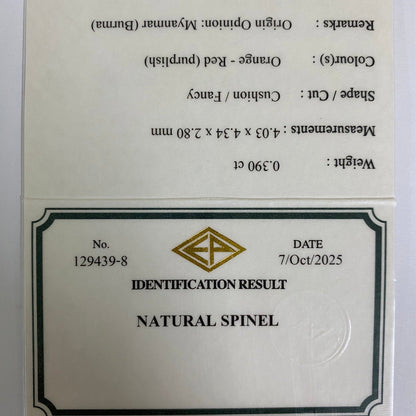 Weight : 0.390 ct
Measurements : 4.03 x 4.34 x 2.80 mm
Shape / Cut : Cushion / Fancy
Colour(s) : Orange - Red (purplish)
Remarks : Origin Opinion: Myanmar (Burma)
No. DATE
129439-8 7/Oct/2025
IDENTIFICATION RESULT
NATURAL SPINEL